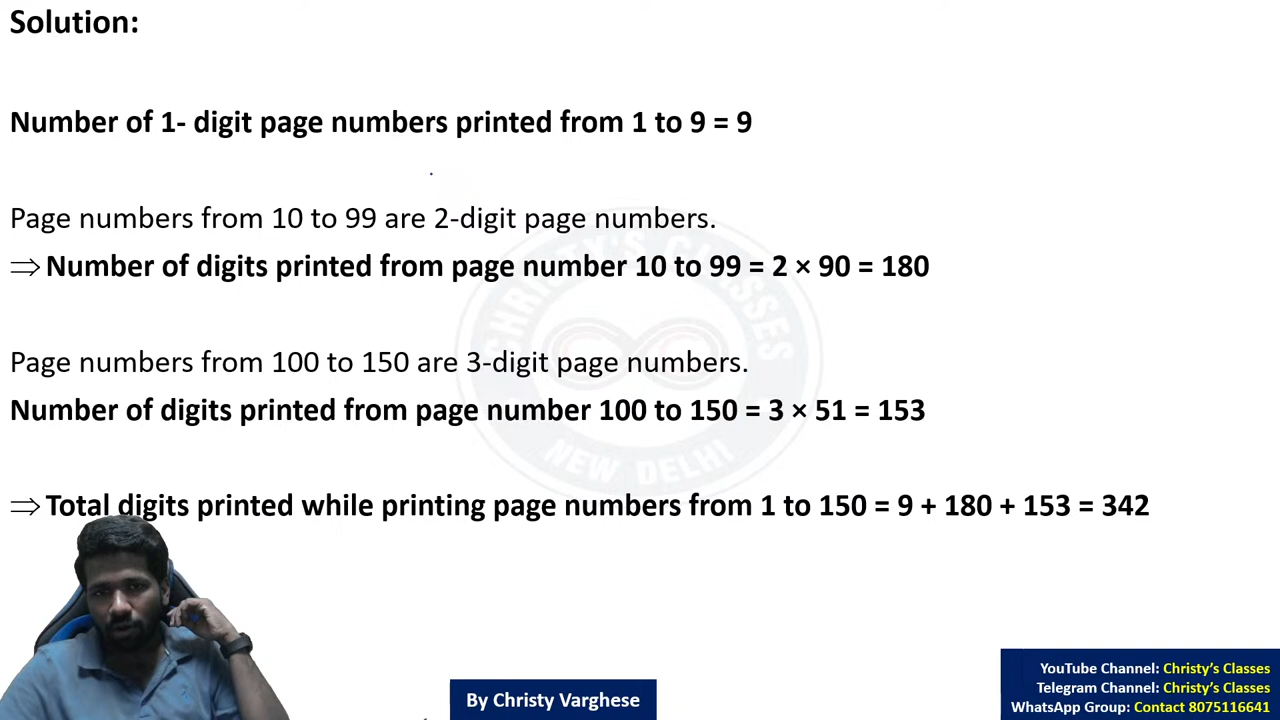 Solution:
Number of 1- digit page numbers printed from 1 to 9 = 9
Page numbers from 10 to 99 are 2-digit page numbers.
⇒ Number of digits printed from page number 10 to 99 = 2 × 90 = 180
Page numbers from 100 to 150 are 3-digit page numbers.
Number of digits printed from page number 100 to 150 = 3 × 51 = 153
⇒ Total digits printed while printing page numbers from 1 to 150 = 9 + 180 + 153 = 342
CHRISTY'S CLASSES
NEW DELHI
By Christy Varghese
YouTube Channel: Christy's Classes
Telegram Channel: Christy's Classes
WhatsApp Group: Contact 8075116641